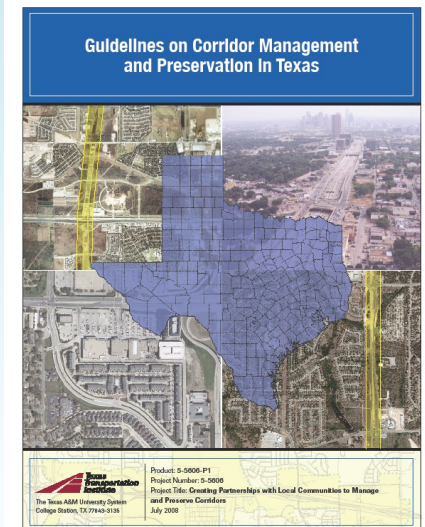 Guidelines on Corridor Management
and Preservation in Texas
Texas
Transportation
Institute
The Texas A&M University System
College Station, TX 77843-3135
Product: 5-5606-P1
Project Number: 5-5606
Project Title: Creating Partnerships with Local Communities to Manage
and Preserve Corridors
July 2008